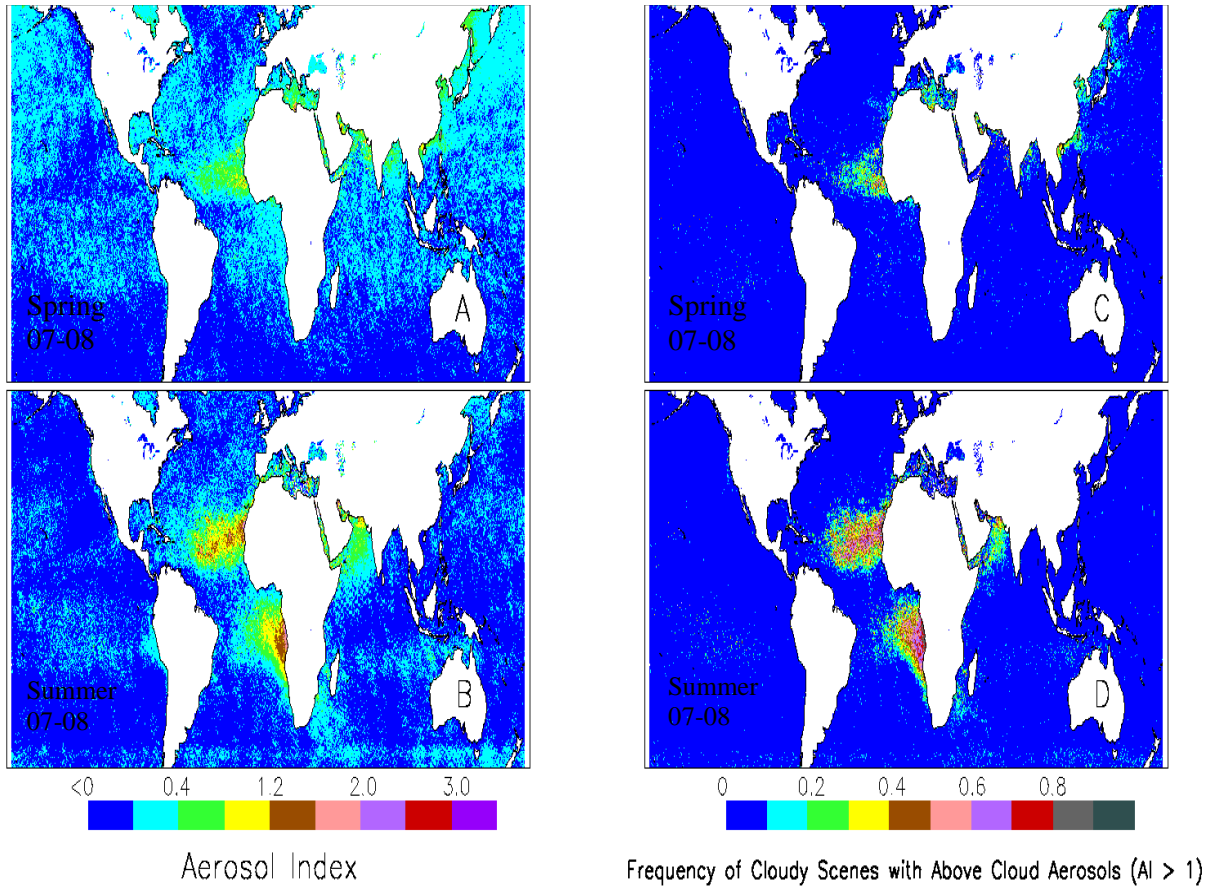 Spring
07-08
A
Spring
07-08
C
Summer
07-08
B
Summer
07-08
D
<0 0.4 1.2 2.0 3.0
Aerosol Index
0 0.2 0.4 0.6 0.8
Frequency of Cloudy Scenes with Above Cloud Aerosols (AI > 1)